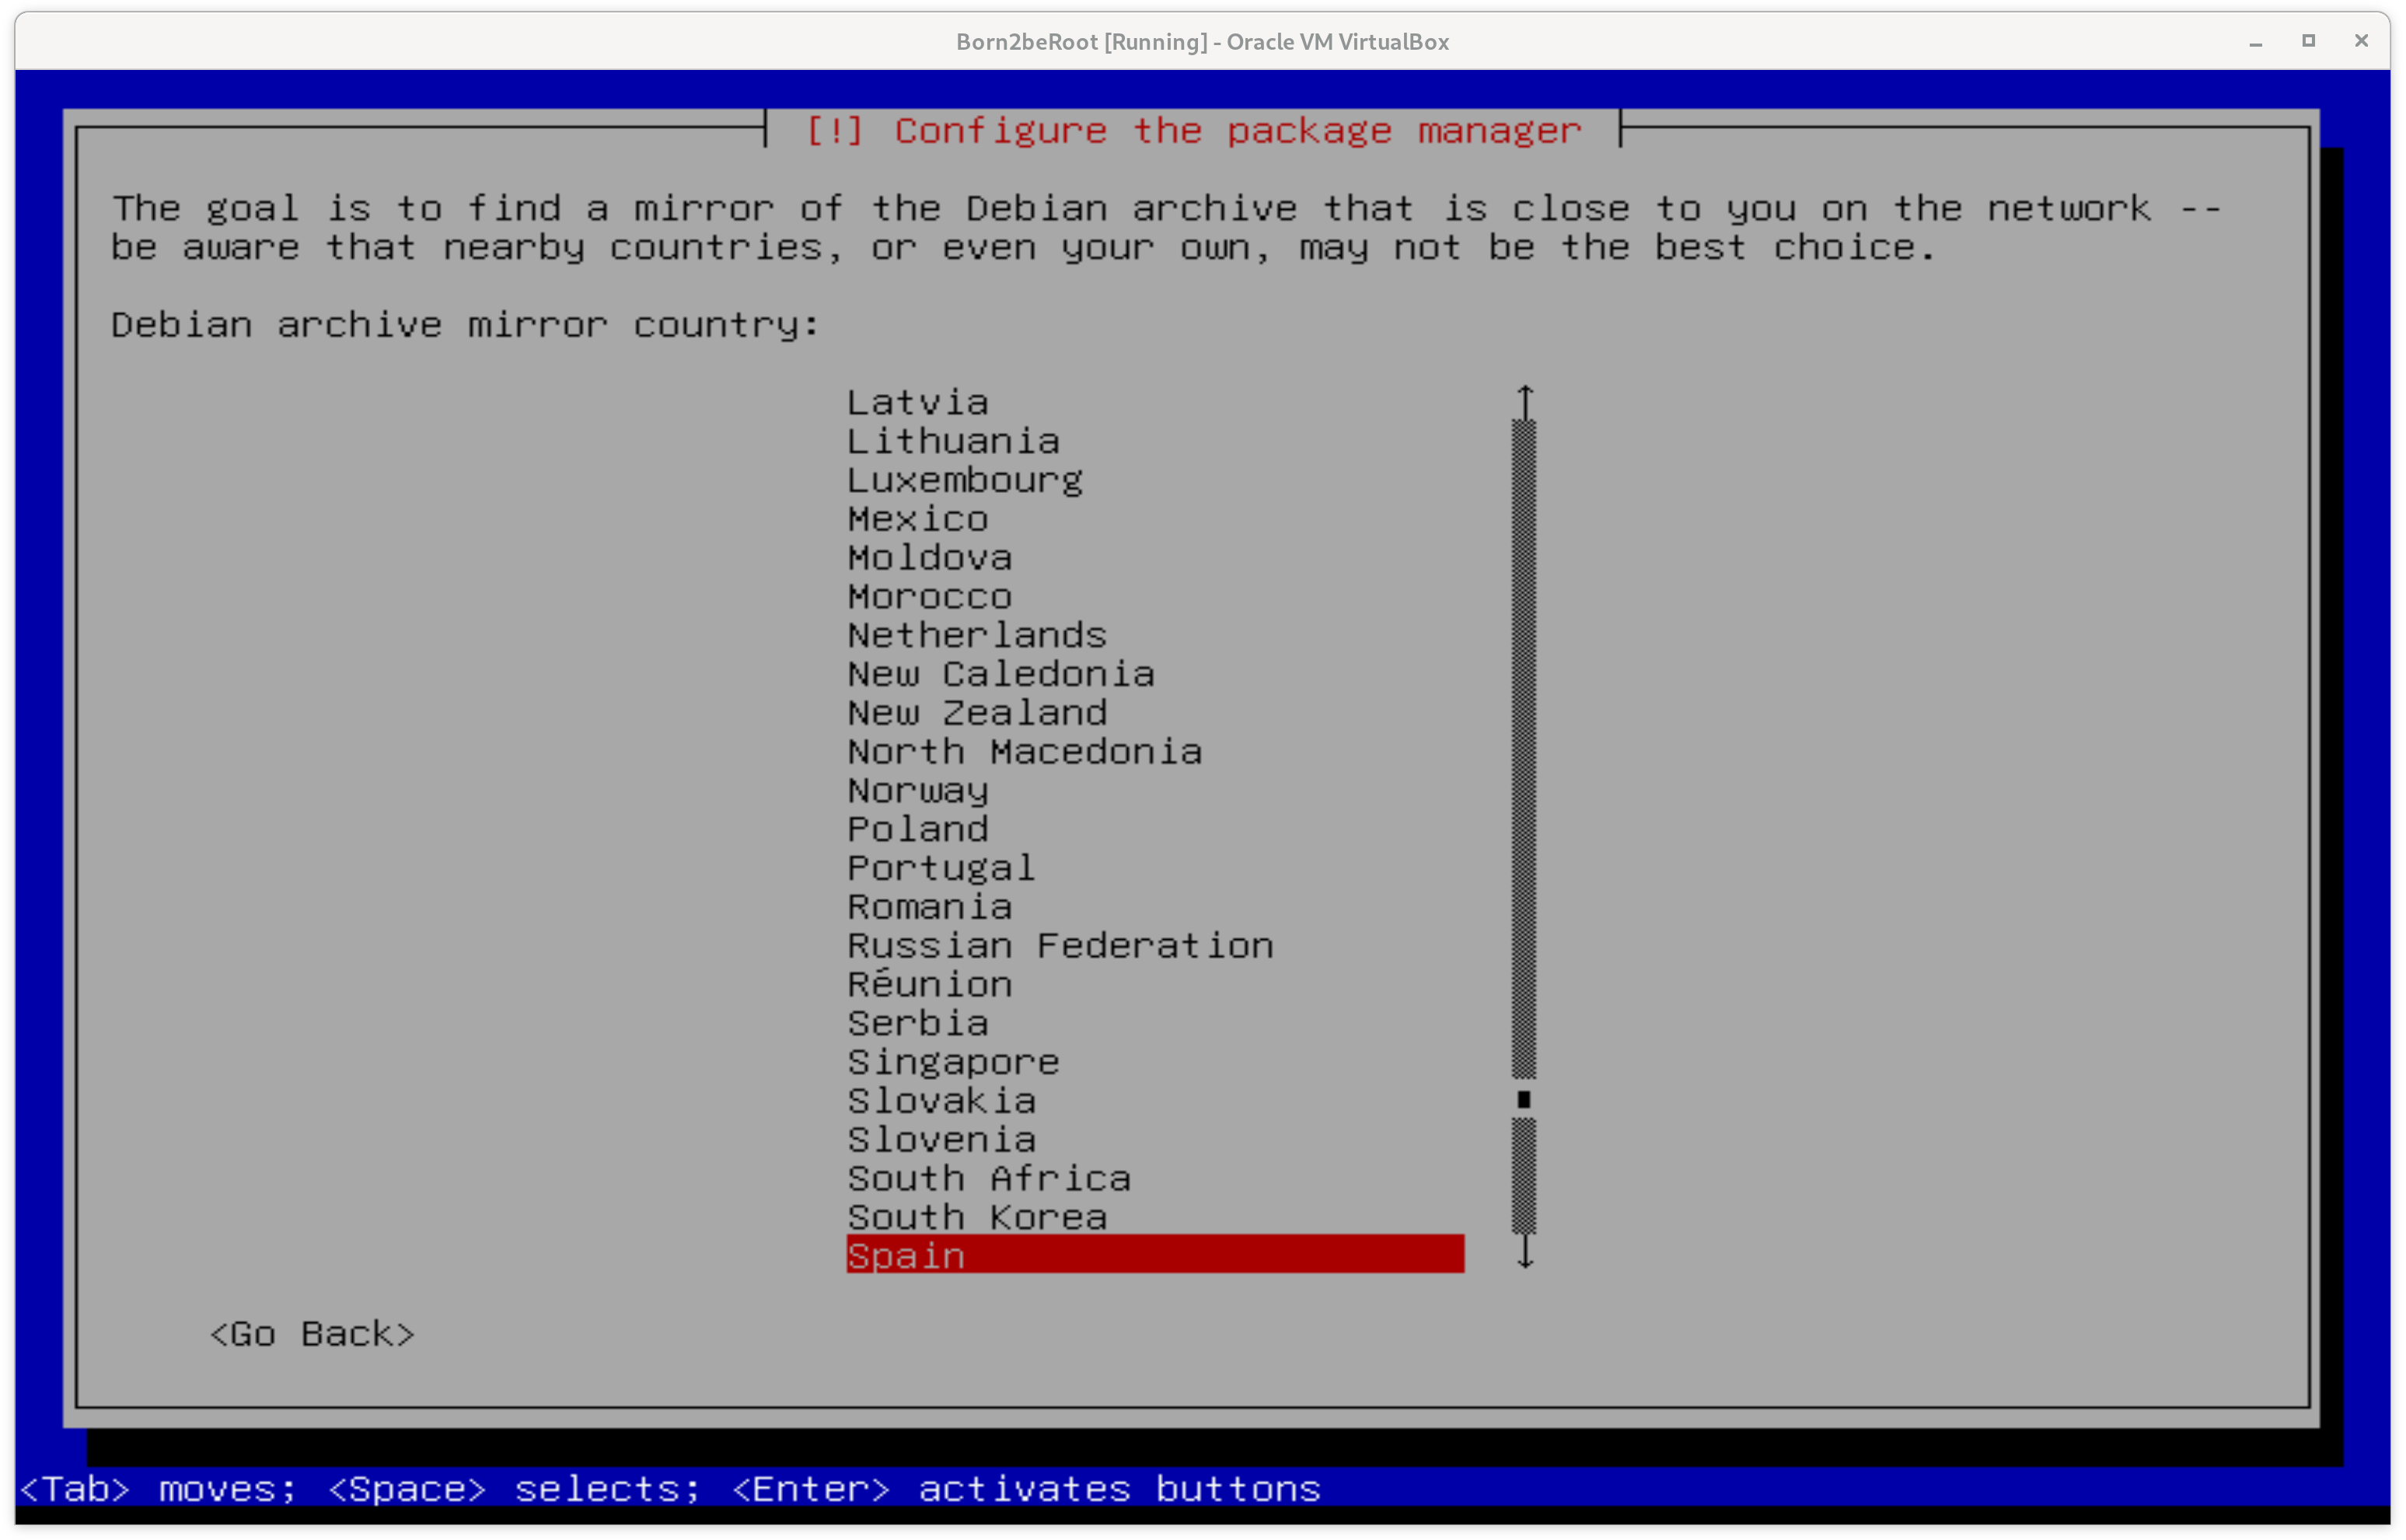 Born2beRoot [Running] - Oracle VM VirtualBox
[!] Configure the package manager
The goal is to find a mirror of the Debian archive that is close to you on the network --
be aware that nearby countries, or even your own, may not be the best choice.
Debian archive mirror country:
Latvia
Lithuania
Luxembourg
Mexico
Moldova
Morocco
Netherlands
New Caledonia
New Zealand
North Macedonia
Norway
Poland
Portugal
Romania
Russian Federation
Réunion
Serbia
Singapore
Slovakia
Slovenia
South Africa
South Korea
Spain
<Go Back>
<Tab> moves; <Space> selects; <Enter> activates buttons